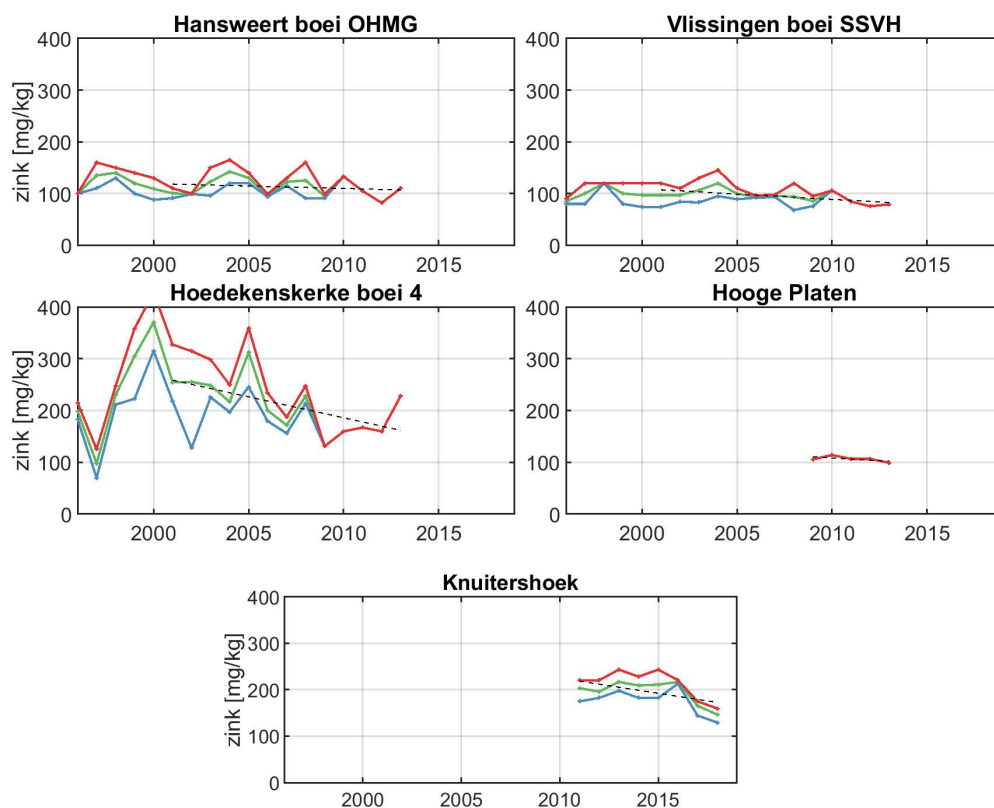 Hansweert boei OHMG
Vlissingen boei SSVH
400
300
200
100
0
zink [mg/kg]
2000 2005 2010 2015
400
300
200
100
0
2000 2005 2010 2015
Hoedekenskerke boei 4
Hooge Platen
400
300
200
100
0
zink [mg/kg]
2000 2005 2010 2015
400
300
200
100
0
2000 2005 2010 2015
Knuitershoek
400
300
200
100
0
zink [mg/kg]
2000 2005 2010 2015